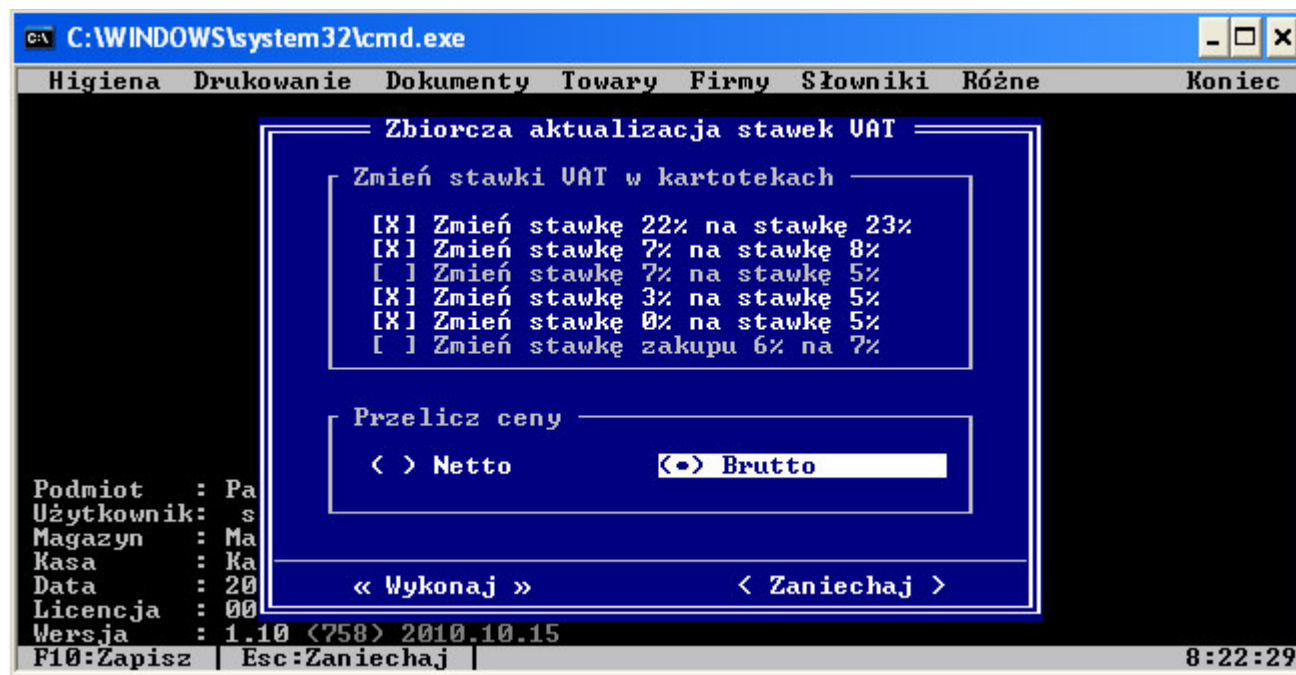 C:\WINDOWS\system32\cmd.exe
Higiena Drukowanie Dokumenty Towary Firmy Słowniki Różne Koniec
Zbiorcza aktualizacja stawek VAT
Zmień stawki VAT w kartotekach
[X] Zmień stawkę 22% na stawkę 23%
[X] Zmień stawkę 7% na stawkę 8%
[ ] Zmień stawkę 7% na stawkę 5%
[X] Zmień stawkę 3% na stawkę 5%
[X] Zmień stawkę 0% na stawkę 5%
[ ] Zmień stawkę zakupu 6% na 7%
Przelicz ceny
( ) Netto (•) Brutto
Podmiot : Pa
Użytkownik: s
Magazyn : Ma
Kasa : Ka
Data : 20
« Wykonaj » < Zaniechaj >
Licencja : 00
Wersja : 1.10 (758) 2010.10.15
F10:Zapisz | Esc:Zaniechaj | 8:22:29